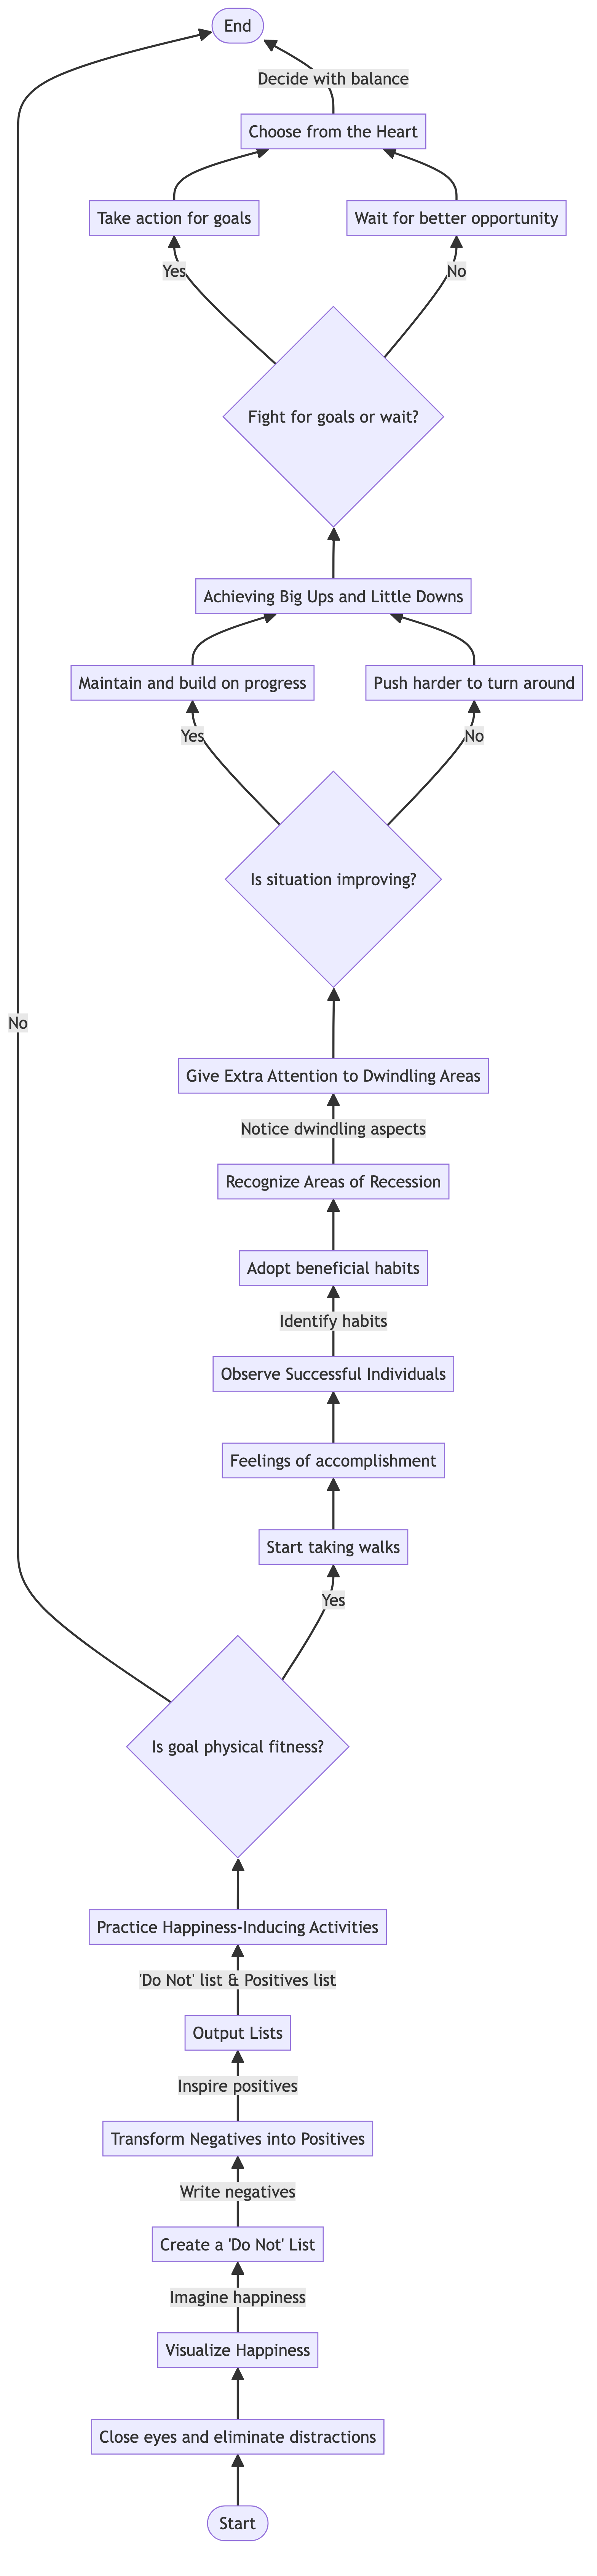 End
Decide with balance
Choose from the Heart
Take action for goals
Wait for better opportunity
Yes
No
Fight for goals or wait?
Achieving Big Ups and Little Downs
Maintain and build on progress
Push harder to turn around
Yes
No
Is situation improving?
No
Give Extra Attention to Dwindling Areas
Notice dwindling aspects
Recognize Areas of Recession
Adopt beneficial habits
Identify habits
Observe Successful Individuals
Feelings of accomplishment
Start taking walks
Yes
Is goal physical fitness?
Practice Happiness-Inducing Activities
'Do Not' list & Positives list
Output Lists
Inspire positives
Transform Negatives into Positives
Write negatives
Create a 'Do Not' List
Imagine happiness
Visualize Happiness
Close eyes and eliminate distractions
Start